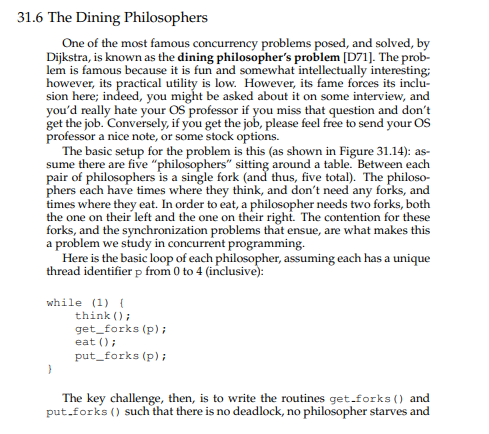 31.6 The Dining Philosophers
One of the most famous concurrency problems posed, and solved, by
Dijkstra, is known as the dining philosopher's problem [D71]. The prob-
lem is famous because it is fun and somewhat intellectually interesting;
however, its practical utility is low. However, its fame forces its inclu-
sion here; indeed, you might be asked about it on some interview, and
you'd really hate your OS professor if you miss that question and don't
get the job. Conversely, if you get the job, please feel free to send your OS
professor a nice note, or some stock options.
The basic setup for the problem is this (as shown in Figure 31.14): as-
sume there are five "philosophers" sitting around a table. Between each
pair of philosophers is a single fork (and thus, five total). The philoso-
phers each have times where they think, and don't need any forks, and
times where they eat. In order to eat, a philosopher needs two forks, both
the one on their left and the one on their right. The contention for these
forks, and the synchronization problems that ensue, are what makes this
a problem we study in concurrent programming.
Here is the basic loop of each philosopher, assuming each has a unique
thread identifier p from 0 to 4 (inclusive):
while (1) {
    think();
    get_forks(p);
    eat();
    put_forks(p);
}
The key challenge, then, is to write the routines get_forks() and
put_forks() such that there is no deadlock, no philosopher starves and